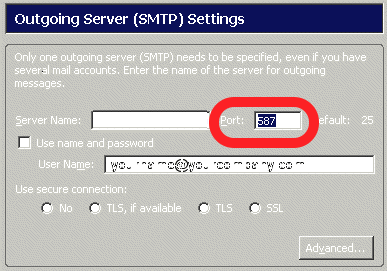 Outgoing Server (SMTP) Settings
Only one outgoing server (SMTP) needs to be specified, even if you have
several mail accounts. Enter the name of the server for outgoing
messages.
Server Name: Port: 587 Default: 25
Use name and password
User Name: yourname@yourcompany.com
Use secure connection:
No TLS, if available TLS SSL
Advanced...